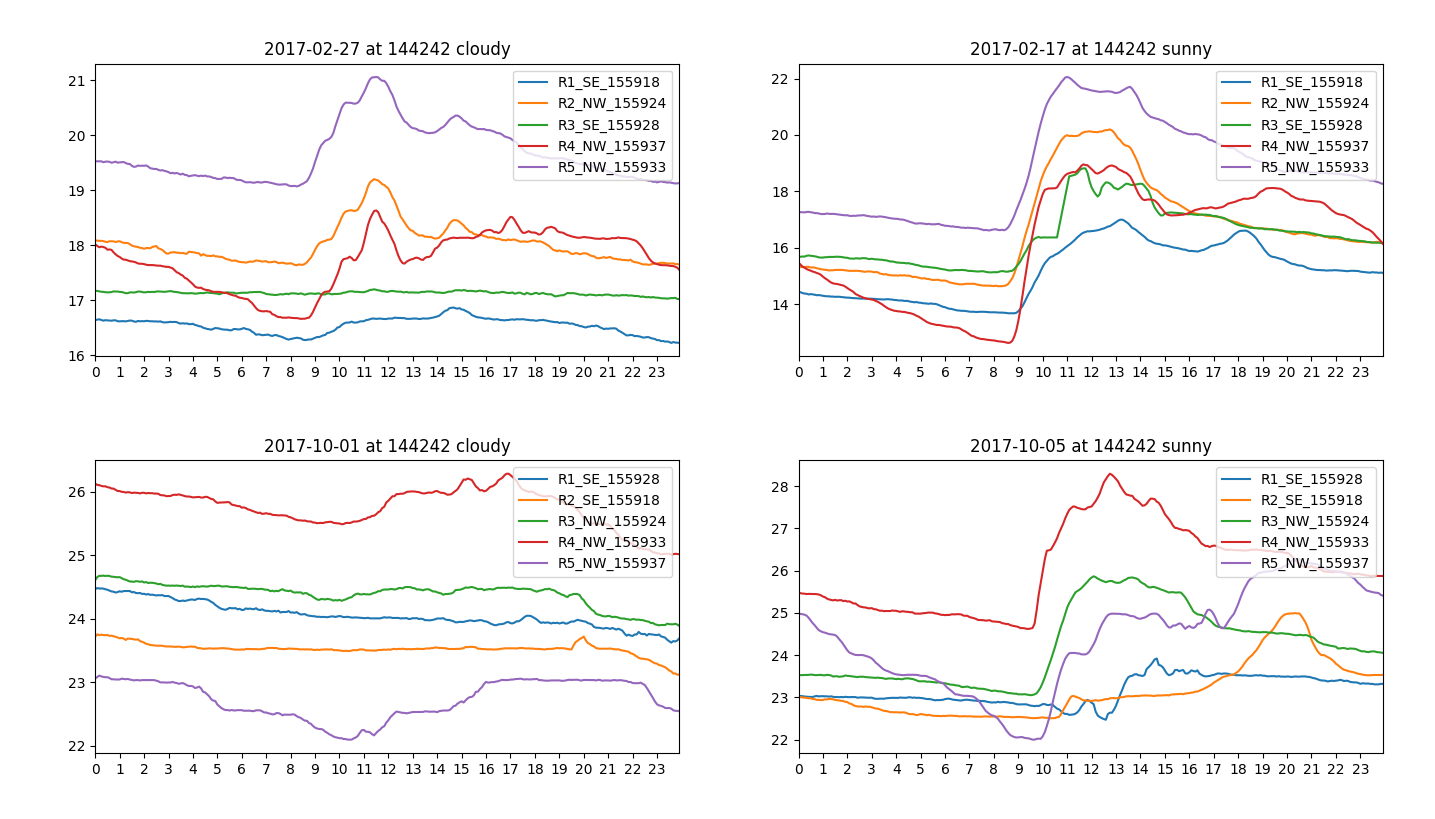 2017-02-27 at 144242 cloudy
21
20
19
18
17
16
R1_SE_155918
R2_NW_155924
R3_SE_155928
R4_NW_155937
R5_NW_155933
0 1 2 3 4 5 6 7 8 9 10 11 12 13 14 15 16 17 18 19 20 21 22 23
2017-02-17 at 144242 sunny
22
20
18
16
14
R1_SE_155918
R2_NW_155924
R3_SE_155928
R4_NW_155937
R5_NW_155933
0 1 2 3 4 5 6 7 8 9 10 11 12 13 14 15 16 17 18 19 20 21 22 23
2017-10-01 at 144242 cloudy
26
25
24
23
22
R1_SE_155928
R2_SE_155918
R3_NW_155924
R4_NW_155933
R5_NW_155937
0 1 2 3 4 5 6 7 8 9 10 11 12 13 14 15 16 17 18 19 20 21 22 23
2017-10-05 at 144242 sunny
28
27
26
25
24
23
22
R1_SE_155928
R2_SE_155918
R3_NW_155924
R4_NW_155933
R5_NW_155937
0 1 2 3 4 5 6 7 8 9 10 11 12 13 14 15 16 17 18 19 20 21 22 23